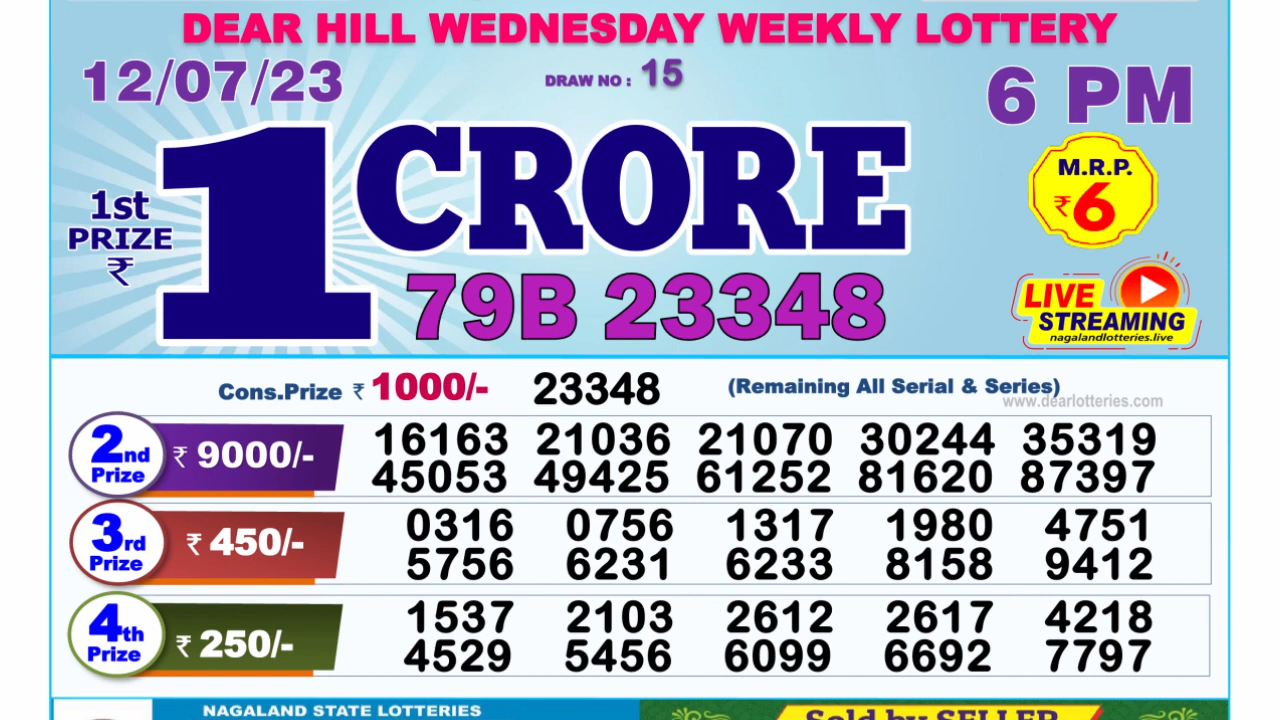 DEAR HILL WEDNESDAY WEEKLY LOTTERY
12/07/23
DRAW NO : 15
6 PM
1st
PRIZE
₹
1 CRORE
M.R.P.
₹6
79B 23348
LIVE
STREAMING
nagalandlotteries.live
Cons.Prize ₹ 1000/- 23348 (Remaining All Serial & Series)
www.dearlotteries.com
2nd Prize ₹ 9000/-
16163 21036 21070 30244 35319
45053 49425 61252 81620 87397
3rd Prize ₹ 450/-
0316 0756 1317 1980 4751
5756 6231 6233 8158 9412
4th Prize ₹ 250/-
1537 2103 2612 2617 4218
4529 5456 6099 6692 7797
NAGALAND STATE LOTTERIES
Sold by SELLER